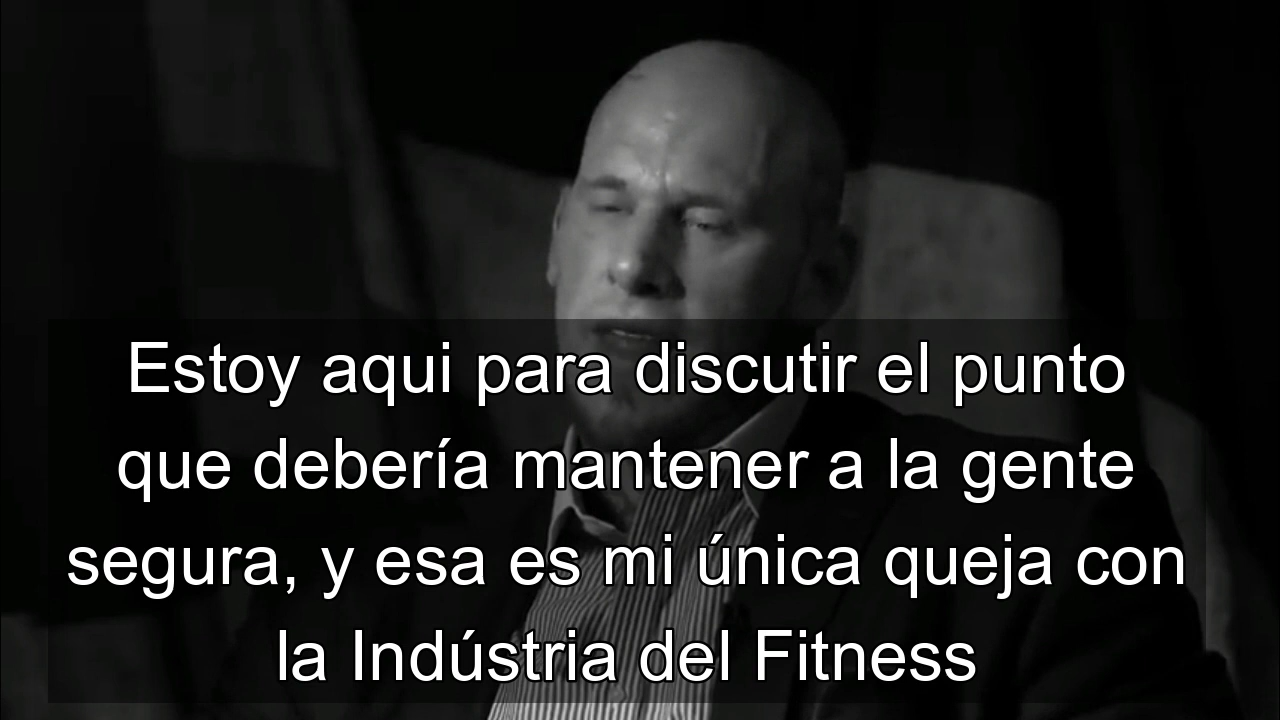 Estoy aqui para discutir el punto
que debería mantener a la gente
segura, y esa es mi única queja con
la Indústria del Fitness